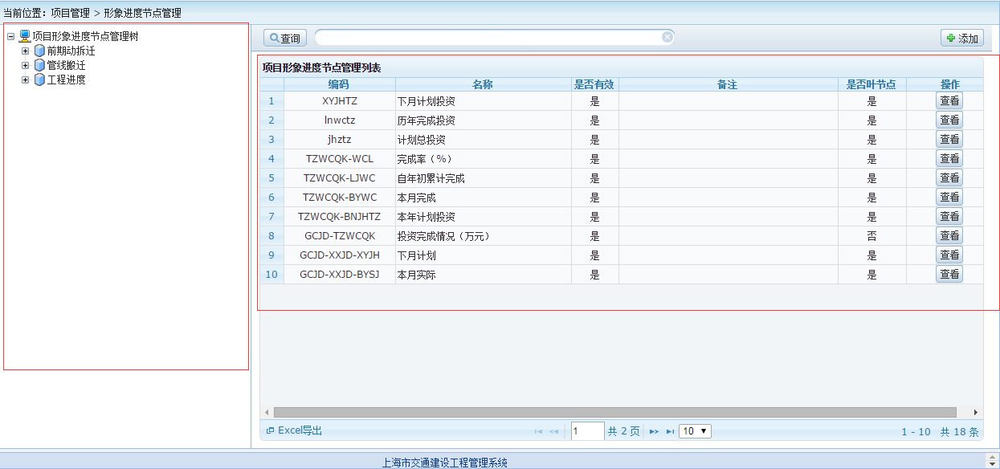 当前位置：项目管理 > 形象进度节点管理
项目形象进度节点管理树
前期动拆迁
管线搬迁
工程进度
查询 添加
项目形象进度节点管理列表
编码 名称 是否有效 备注 是否叶节点 操作
1 XYJHTZ 下月计划投资 是 是 查看
2 lnwctz 历年完成投资 是 是 查看
3 jhztz 计划总投资 是 是 查看
4 TZWCQK-WCL 完成率（%） 是 是 查看
5 TZWCQK-LJWC 自年初累计完成 是 是 查看
6 TZWCQK-BYWC 本月完成 是 是 查看
7 TZWCQK-BNJHTZ 本年计划投资 是 是 查看
8 GCJD-TZWCQK 投资完成情况（万元） 是 否 查看
9 GCJD-XXJD-XYJH 下月计划 是 是 查看
10 GCJD-XXJD-BYSJ 本月实际 是 是 查看
Excel导出 1 共 2 页 10 1 - 10 共 18 条
上海市交通建设工程管理系统